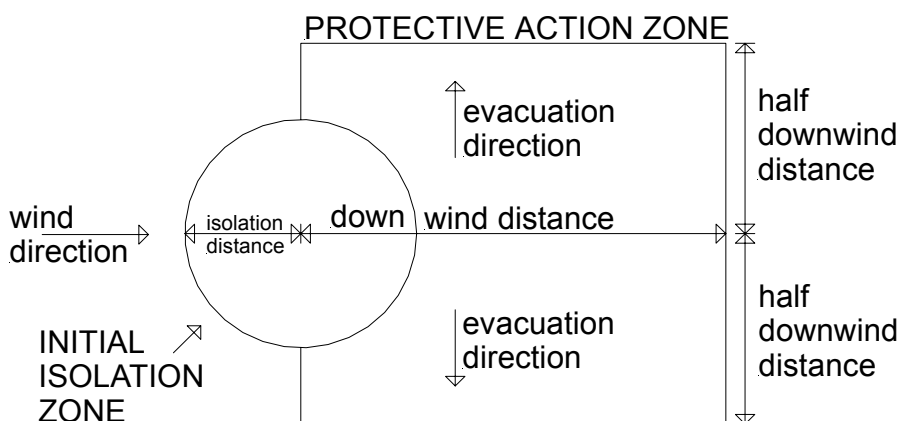 PROTECTIVE ACTION ZONE
evacuation
direction
half
downwind
distance
wind
direction
isolation
distance
down wind distance
evacuation
direction
half
downwind
distance
INITIAL
ISOLATION
ZONE